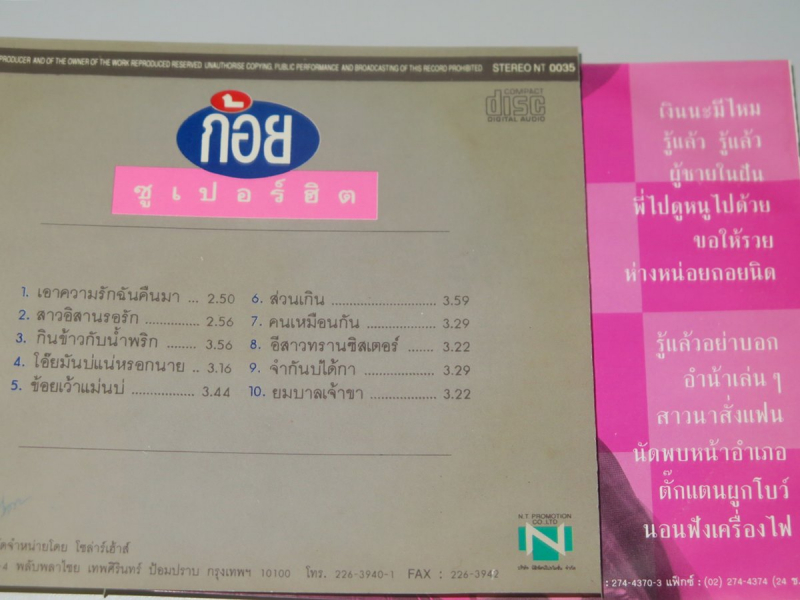 PRODUCER AND OF THE OWNER OF THE WORK REPRODUCED RESERVED UNAUTHORISE COPYING, PUBLIC PERFORMANCE AND BROADCASTING OF THIS RECORD PROHIBITED STEREO NT 0035
COMPACT
disc
DIGITAL AUDIO
ก้อย
ซูเปอร์ฮิต
1. เอาความรักฉันคืนมา ... 2.50
2. สาวอีสานรอรัก ............... 2.56
3. กินข้าวกับน้ำพริก ............ 3.56
4. โอ๊ยมันบ่แน่หรอกนาย .. 3.16
5. ข้อยเว้าแม่นบ่ ................. 3.44
6. ส่วนเกิน ........................ 3.59
7. คนเหมือนกัน ................. 3.29
8. อีสาวทรานซิสเตอร์ ....... 3.22
9. จำกันบ่ได้กา .................. 3.29
10. ยมบาลเจ้าขา ................. 3.22
N.T. PROMOTION
CO.,LTD
N
จัดจำหน่ายโดย โซล่าร์เฮ้าส์
พลับพลาไชย เทพศิรินทร์ ป้อมปราบ กรุงเทพฯ 10100 โทร. 226-3940-1 FAX : 226-3942
เงินนะมีไหม
รู้แล้ว รู้แล้ว
ผู้ชายในฝัน
พี่ไปดูหนูไปด้วย
ขอให้รวย
ห่างหน่อยถอยนิด
รู้แล้วอย่าบอก
อำน้าเล่น ๆ
สาวนาสั่งแฟน
นัดพบหน้าอำเภอ
ตั๊กแตนผูกโบว์
นอนฟังเครื่องไฟ
: 274-4370-3 แฟ็กซ์ : (02) 274-4374 (24 ช.